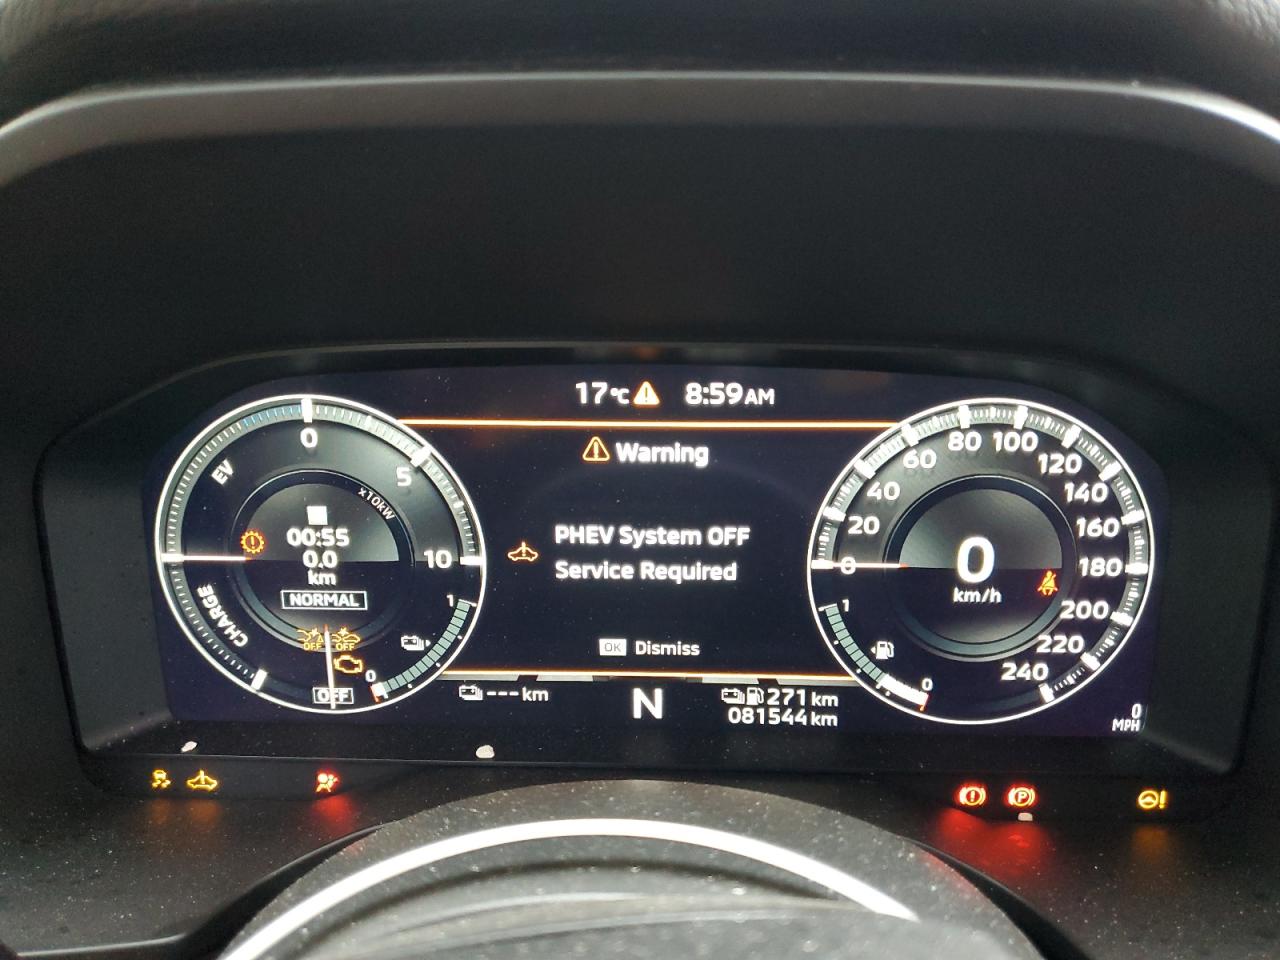 17°C 8:59AM
Warning
PHEV System OFF
Service Required
OK Dismiss
0
5
10
x10kW
EV
CHARGE
00:55
0.0
km
NORMAL
OFF OFF
OFF
1
0
--- km
N
271 km
081544 km
0
20
40
60
80
100
120
140
160
180
200
220
240
0
km/h
1
0
0
MPH
P